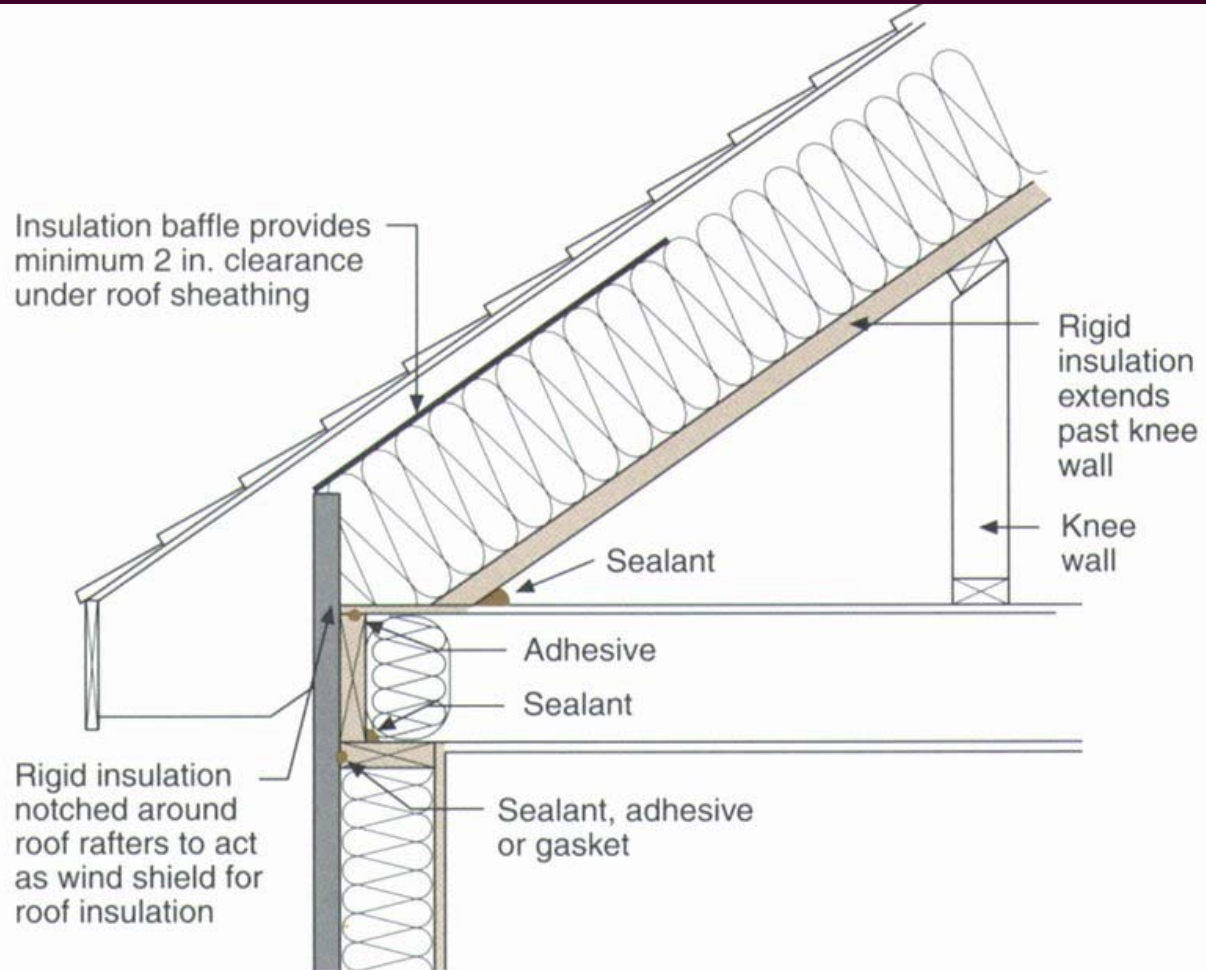 Insulation baffle provides
minimum 2 in. clearance
under roof sheathing
Rigid
insulation
extends
past knee
wall
Knee
wall
Sealant
Adhesive
Sealant
Rigid insulation
notched around
roof rafters to act
as wind shield for
roof insulation
Sealant, adhesive
or gasket